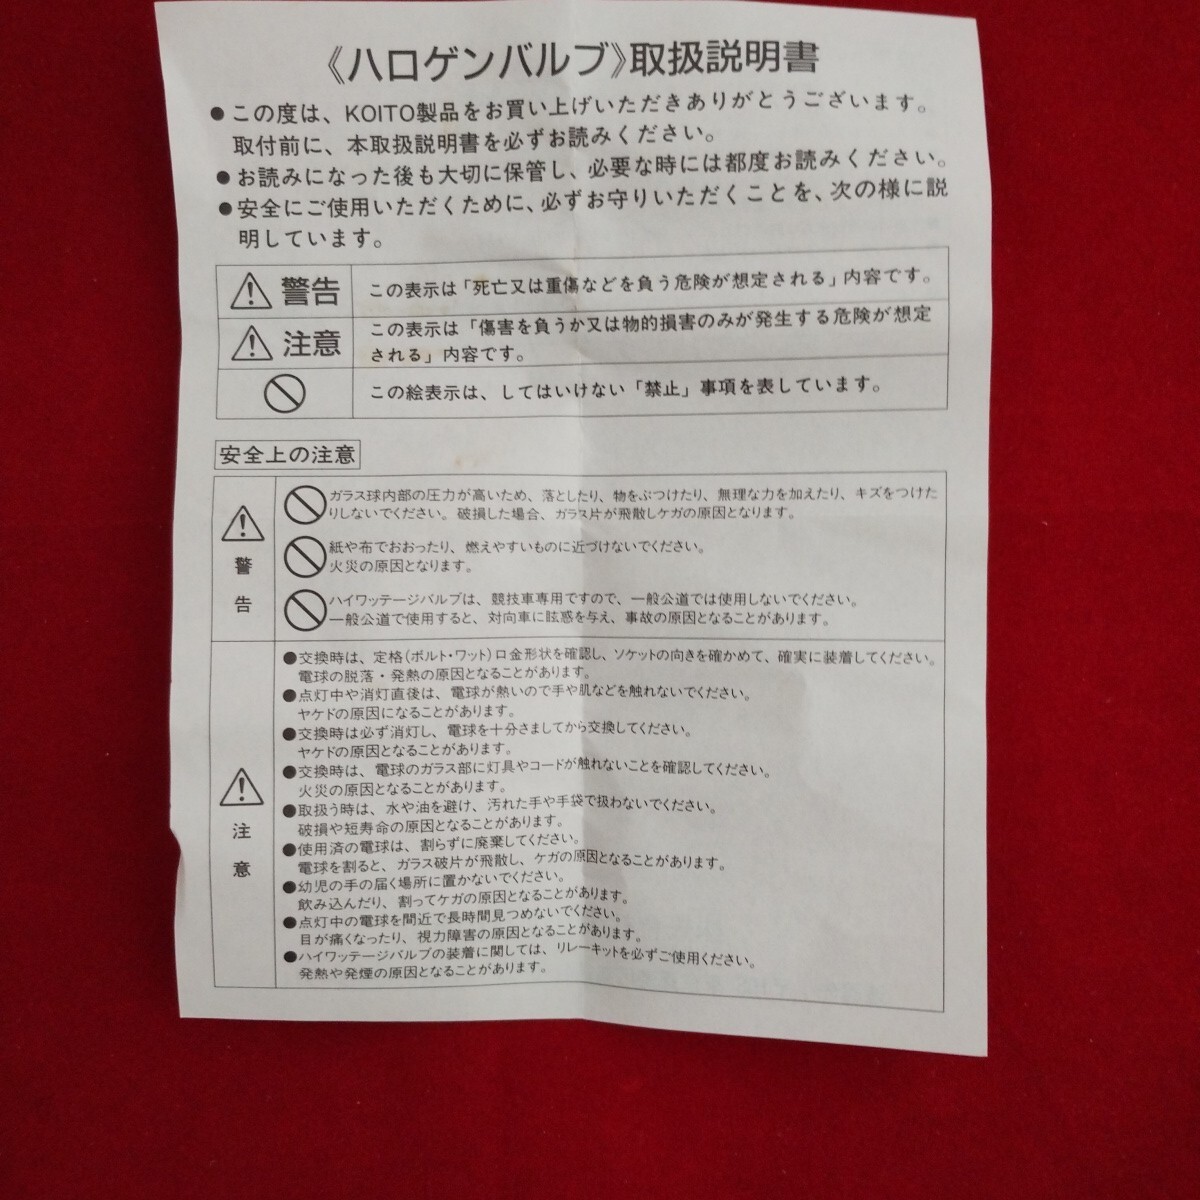 《ハロゲンバルブ》取扱説明書
●この度は、KOITO製品をお買い上げいただきありがとうございます。
取付前に、本取扱説明書を必ずお読みください。
●お読みになった後も大切に保管し、必要な時には都度お読みください。
●安全にご使用いただくために、必ずお守りいただくことを、次の様に説
明しています。
警告 この表示は「死亡又は重傷などを負う危険が想定される」内容です。
注意 この表示は「傷害を負うか又は物的損害のみが発生する危険が想定
される」内容です。
この絵表示は、してはいけない「禁止」事項を表しています。
安全上の注意
警告
ガラス球内部の圧力が高いため、落としたり、物をぶつけたり、無理な力を加えたり、キズをつけた
りしないでください。破損した場合、ガラス片が飛散しケガの原因となります。
紙や布でおおったり、燃えやすいものに近づけないでください。
火災の原因となります。
ハイワッテージバルブは、競技車専用ですので、一般公道では使用しないでください。
一般公道で使用すると、対向車に眩惑を与え、事故の原因となることがあります。
注意
●交換時は、定格(ボルト・ワット)口金形状を確認し、ソケットの向きを確かめて、確実に装着してください。
電球の脱落・発熱の原因となることがあります。
●点灯中や消灯直後は、電球が熱いので手や肌などを触れないでください。
ヤケドの原因になることがあります。
●交換時は必ず消灯し、電球を十分さましてから交換してください。
ヤケドの原因となることがあります。
●交換時は、電球のガラス部に灯具やコードが触れないことを確認してください。
火災の原因となることがあります。
●取扱う時は、水や油を避け、汚れた手や手袋で扱わないでください。
破損や短寿命の原因となることがあります。
●使用済の電球は、割らずに廃棄してください。
電球を割ると、ガラス破片が飛散し、ケガの原因となることがあります。
●幼児の手の届く場所に置かないでください。
飲み込んだり、割ってケガの原因となることがあります。
●点灯中の電球を間近で長時間見つめないでください。
目が痛くなったり、視力障害の原因となることがあります。
●ハイワッテージバルブの装着に関しては、リレーキットを必ずご使用ください。
発熱や発煙の原因となることがあります。